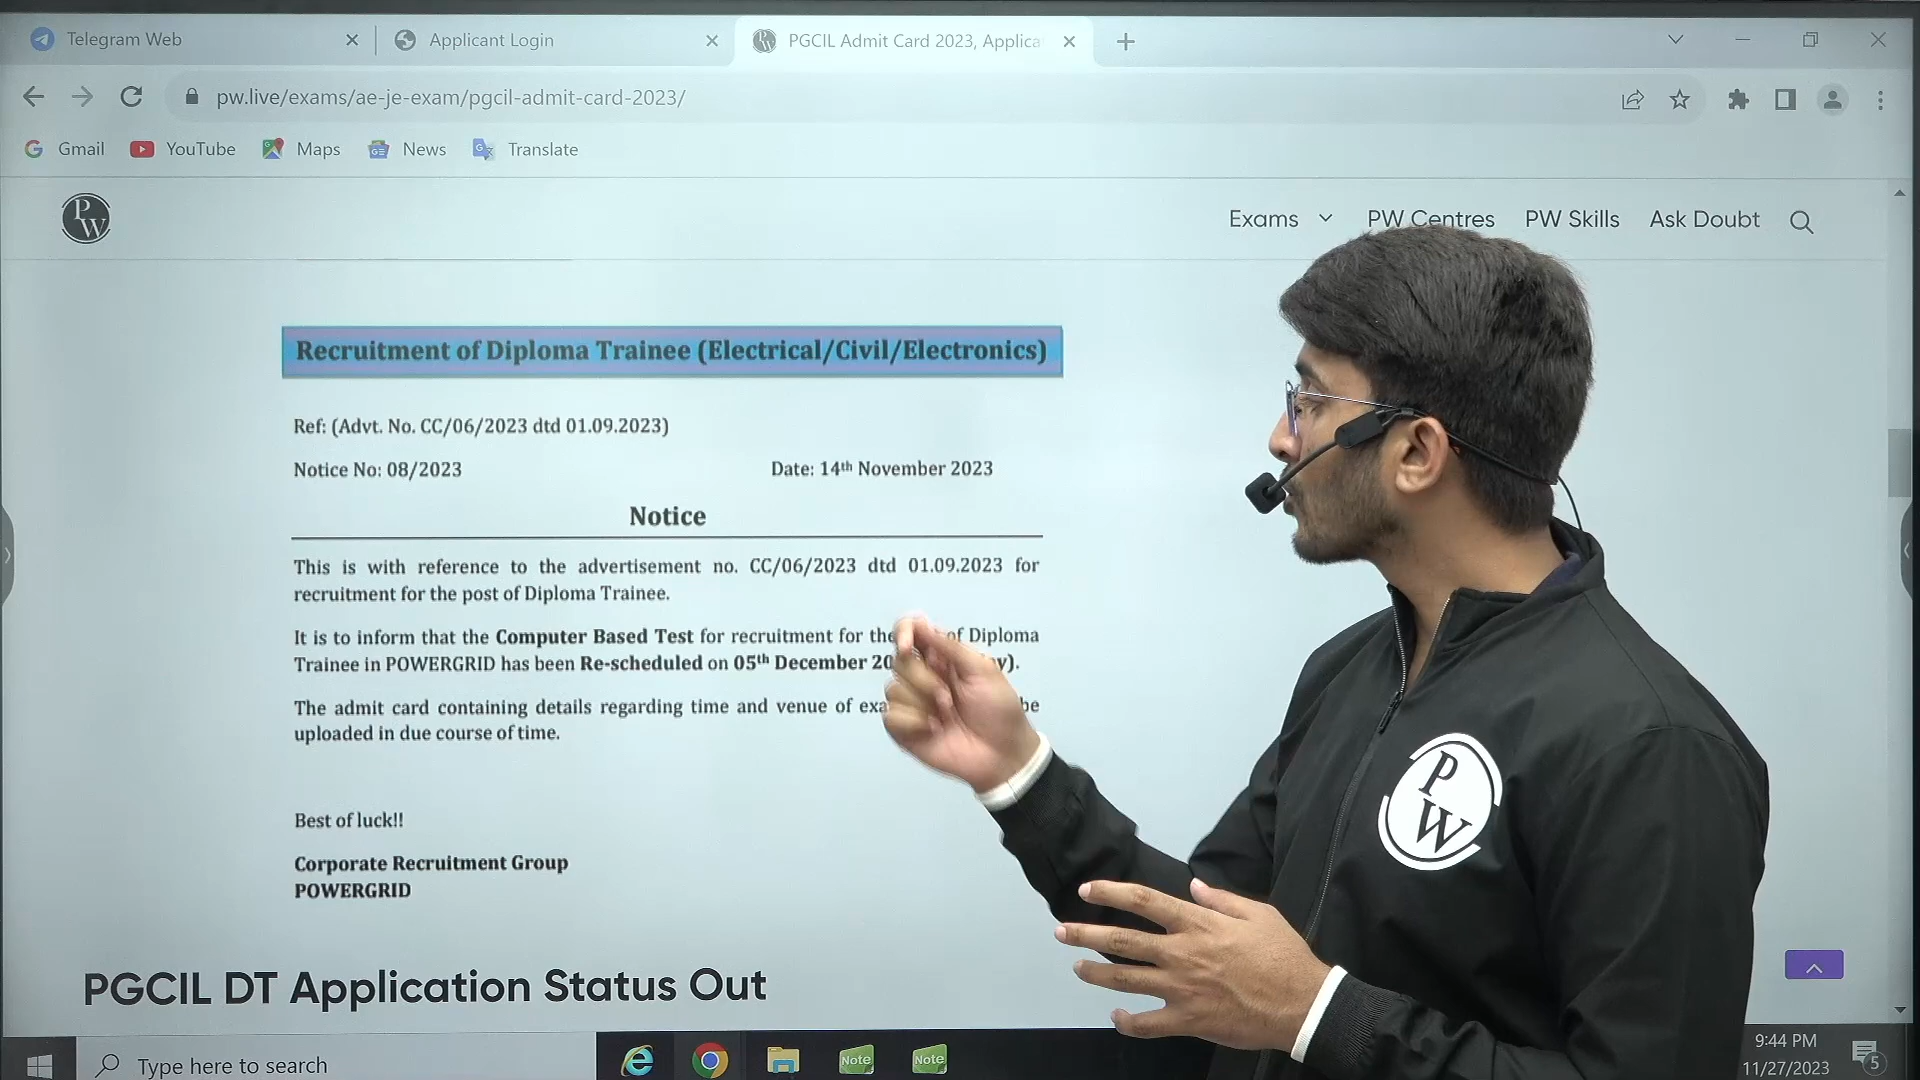 Telegram Web
Applicant Login
PGCIL Admit Card 2023, Applica
pw.live/exams/ae-je-exam/pgcil-admit-card-2023/
Gmail
YouTube
Maps
News
Translate
PW
Exams
PW Centres
PW Skills
Ask Doubt
Recruitment of Diploma Trainee (Electrical/Civil/Electronics)
Ref: (Advt. No. CC/06/2023 dtd 01.09.2023)
Notice No: 08/2023
Date: 14th November 2023
Notice
This is with reference to the advertisement no. CC/06/2023 dtd 01.09.2023 for
recruitment for the post of Diploma Trainee.
It is to inform that the Computer Based Test for recruitment for the of Diploma
Trainee in POWERGRID has been Re-scheduled on 05th December 20 y).
The admit card containing details regarding time and venue of exa be
uploaded in due course of time.
Best of luck!!
Corporate Recruitment Group
POWERGRID
PGCIL DT Application Status Out
PW
Type here to search
Note
Note
9:44 PM
11/27/2023
5